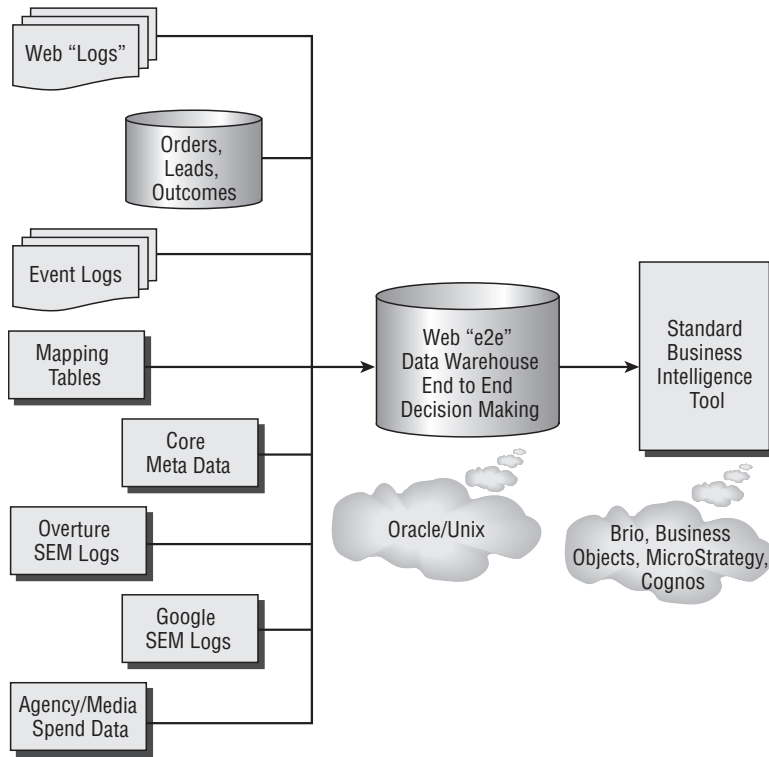 Web “Logs”
Orders,
Leads,
Outcomes
Event Logs
Mapping
Tables
Core
Meta Data
Overture
SEM Logs
Google
SEM Logs
Agency/Media
Spend Data
Web “e2e”
Data Warehouse
End to End
Decision Making
Oracle/Unix
Standard
Business
Intelligence
Tool
Brio, Business
Objects, MicroStrategy,
Cognos